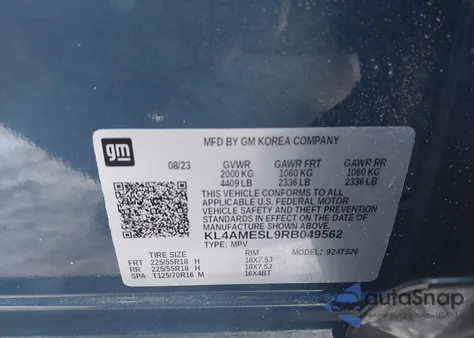 gm
MFD BY GM KOREA COMPANY
08/23 GVWR GAWR FRT GAWR RR
2000 KG 1060 KG 1060 KG
4409 LB 2336 LB 2336 LB
THIS VEHICLE CONFORMS TO ALL
APPLICABLE U.S. FEDERAL MOTOR
VEHICLE SAFETY AND BUMPER
STANDARDS IN EFFECT ON THE DATE
OF MANUFACTURE SHOWN ABOVE.
KL4AMESL9RB049562
TYPE: MPV MODEL: 924TS26
TIRE SIZE RIM
FRT 225/55R18 H 18X7.5J
RR 225/55R18 H 18X7.5J
SPA T125/70R16 M 16X4BT
autoSnap